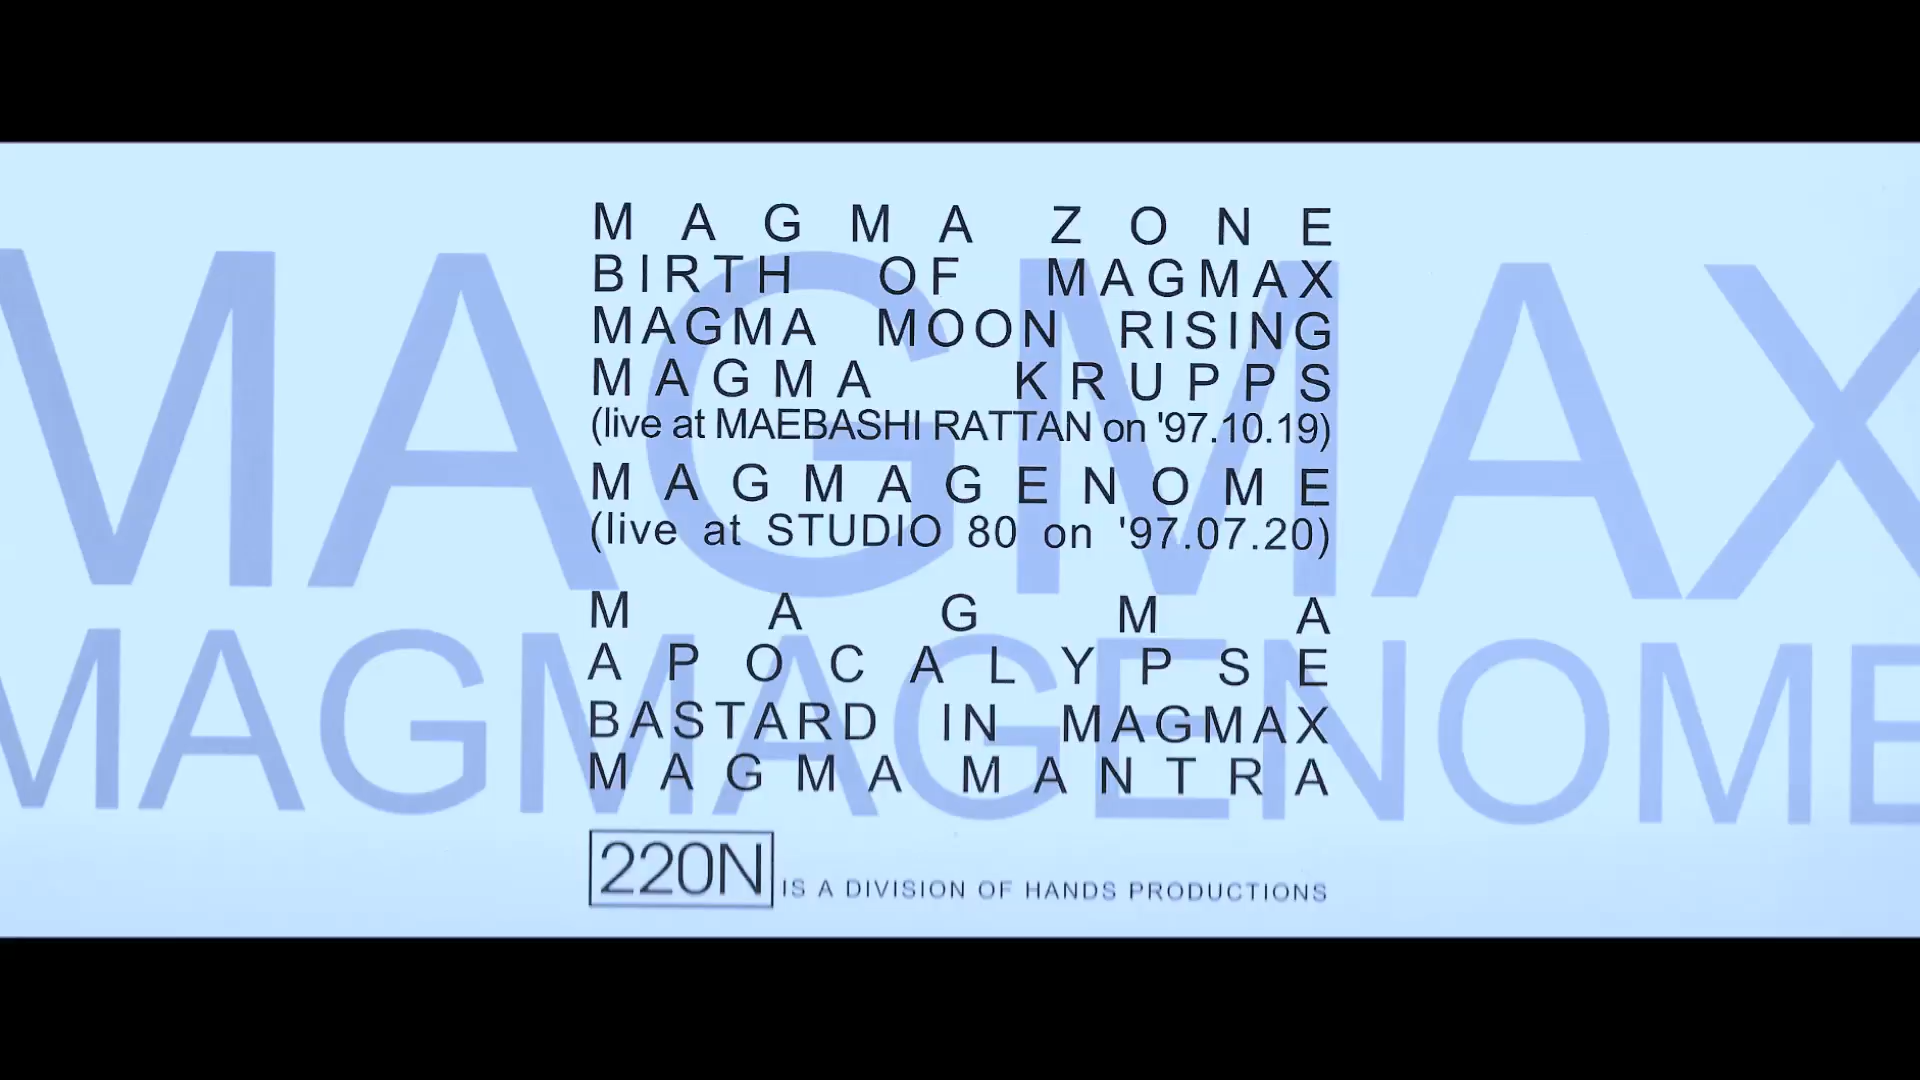 MAGMAX
MAGMAGENOME
MAGMA ZONE
BIRTH OF MAGMAX
MAGMA MOON RISING
MAGMA KRUPPS
(live at MAEBASHI RATTAN on '97.10.19)
MAGMAGENOME
(live at STUDIO 80 on '97.07.20)
MAGMA
APOCALYPSE
BASTARD IN MAGMAX
MAGMA MANTRA
220N IS A DIVISION OF HANDS PRODUCTIONS